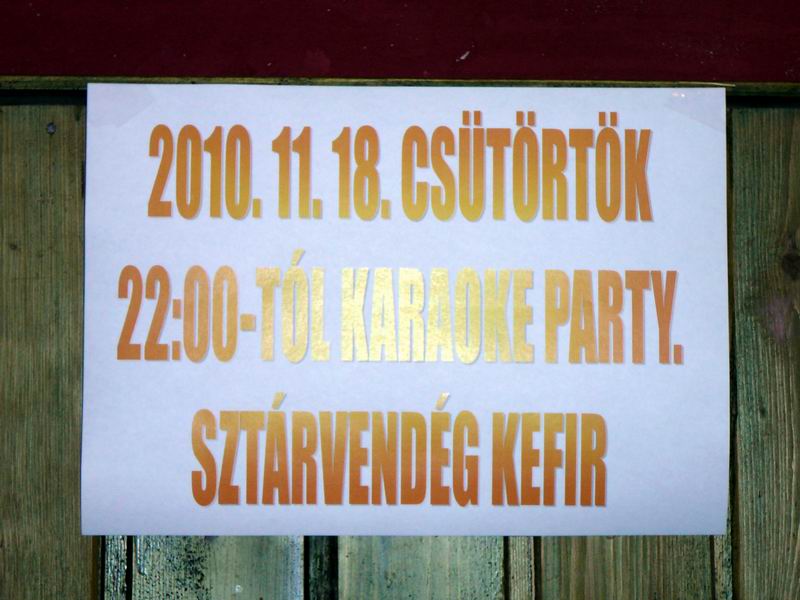 2010. 11. 18. CSÜTÖRTÖK
22:00-TÓL KARAOKE PARTY.
SZTÁRVENDÉG KEFIR